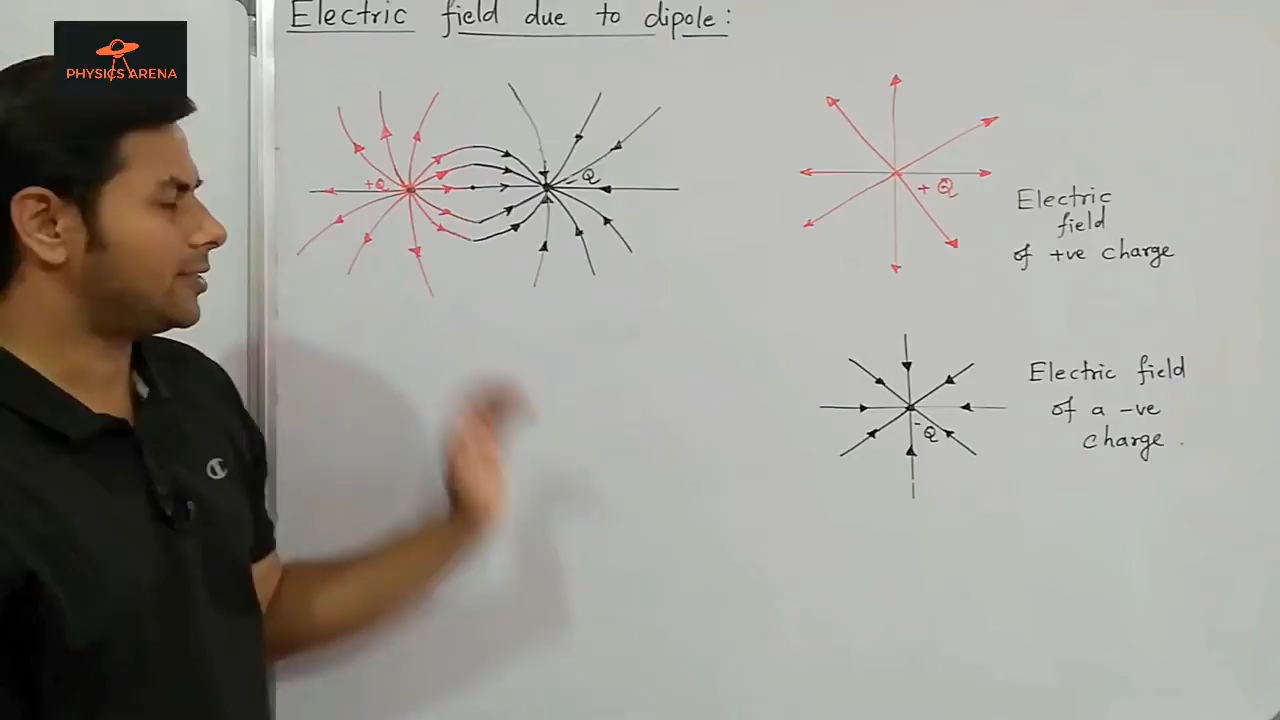 Electric field due to dipole:
PHYSICS ARENA
+Q
-Q
+Q
Electric
field
of +ve charge
Electric field
of a -ve
charge.
-Q